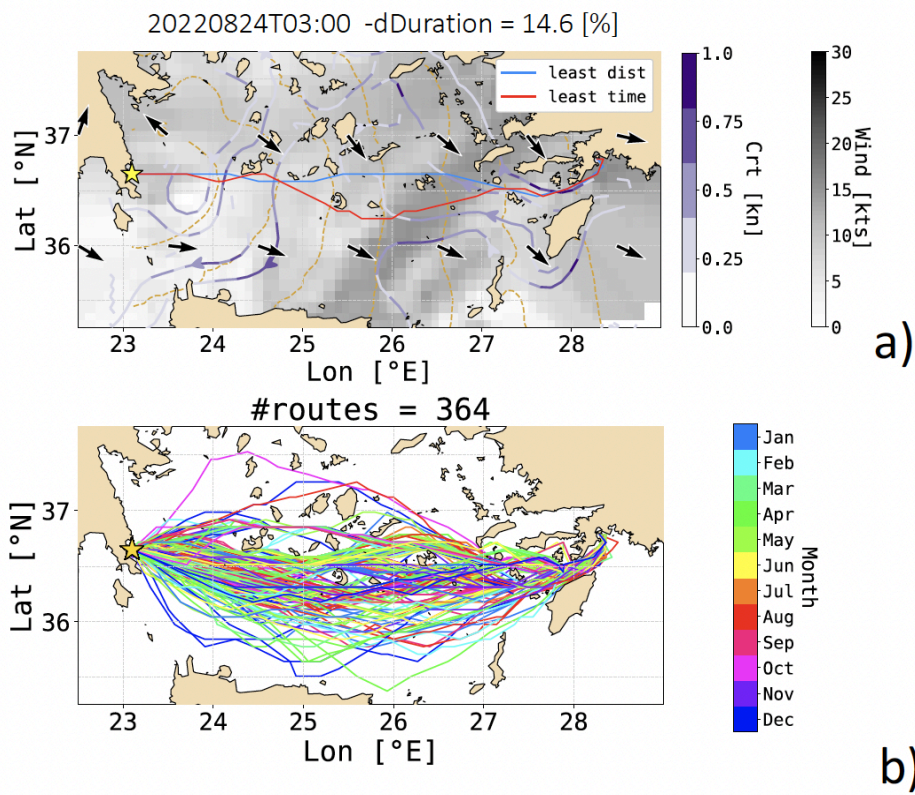 20220824T03:00 -dDuration = 14.6 [%]
least dist
least time
37
36
Lat [°N]
23 24 25 26 27 28
Lon [°E]
1.0
0.75
0.5
0.25
0.0
Crt [kn]
30
25
20
15
10
5
0
Wind [kts]
a)
#routes = 364
37
36
Lat [°N]
23 24 25 26 27 28
Lon [°E]
Jan
Feb
Mar
Apr
May
Jun
Jul
Aug
Sep
Oct
Nov
Dec
Month
b)